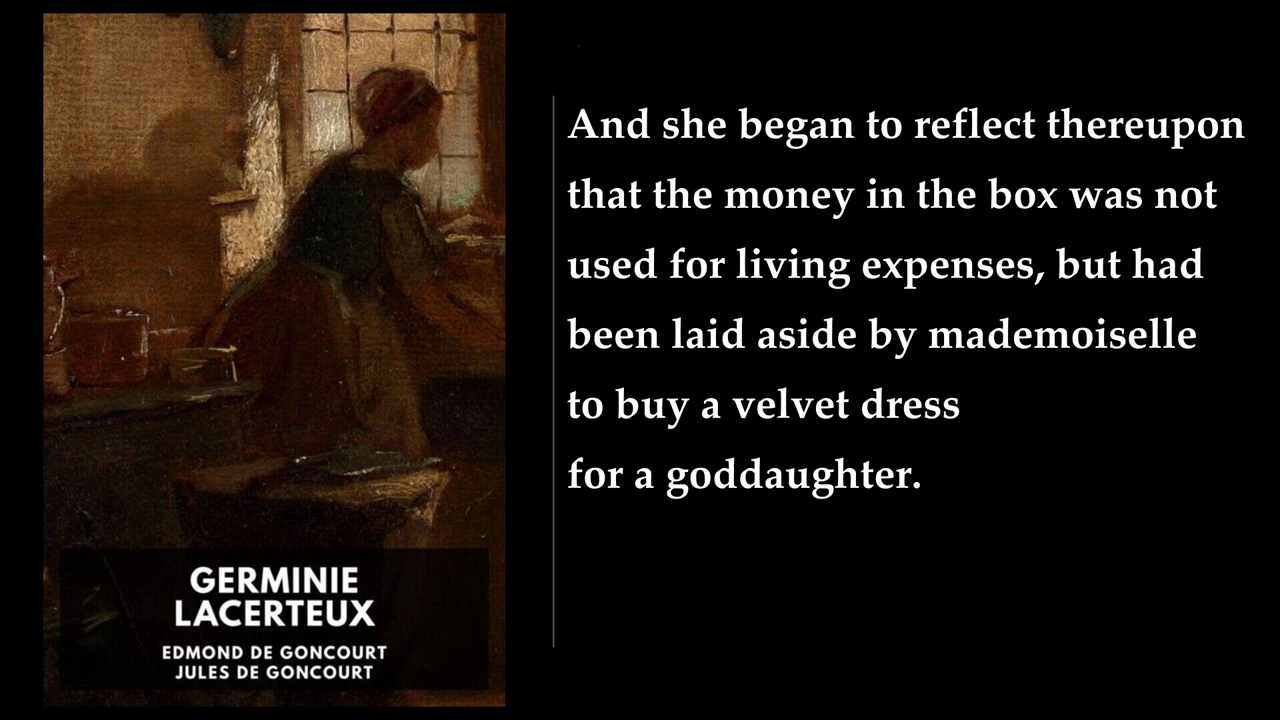 And she began to reflect thereupon
that the money in the box was not
used for living expenses, but had
been laid aside by mademoiselle
to buy a velvet dress
for a goddaughter.
GERMINIE
LACERTEUX
EDMOND DE GONCOURT
JULES DE GONCOURT